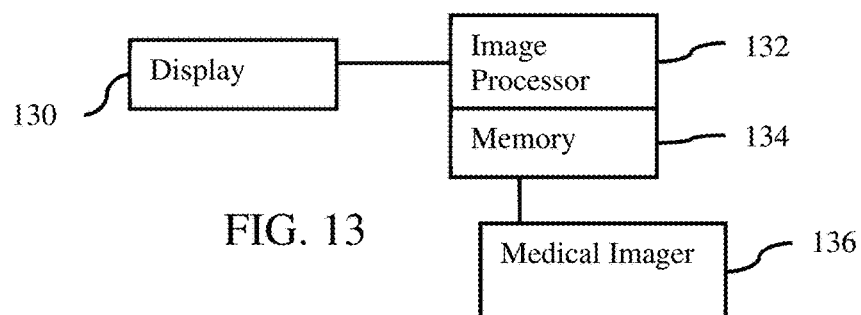 Image
Processor
132
Display
130
Memory
134
FIG. 13
Medical Imager
136